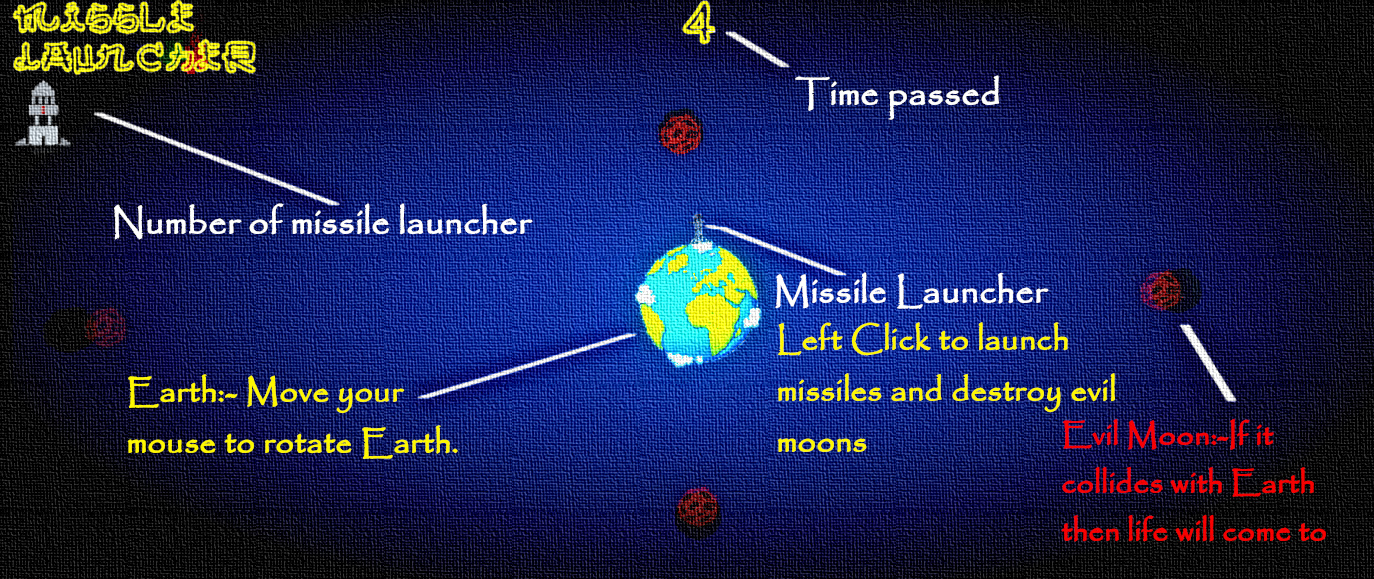 MISSLE
LAUNCHER
4
Time passed
Number of missile launcher
Missile Launcher
Left Click to launch
missiles and destroy evil
moons
Earth:- Move your
mouse to rotate Earth.
Evil Moon:-If it
collides with Earth
then life will come to